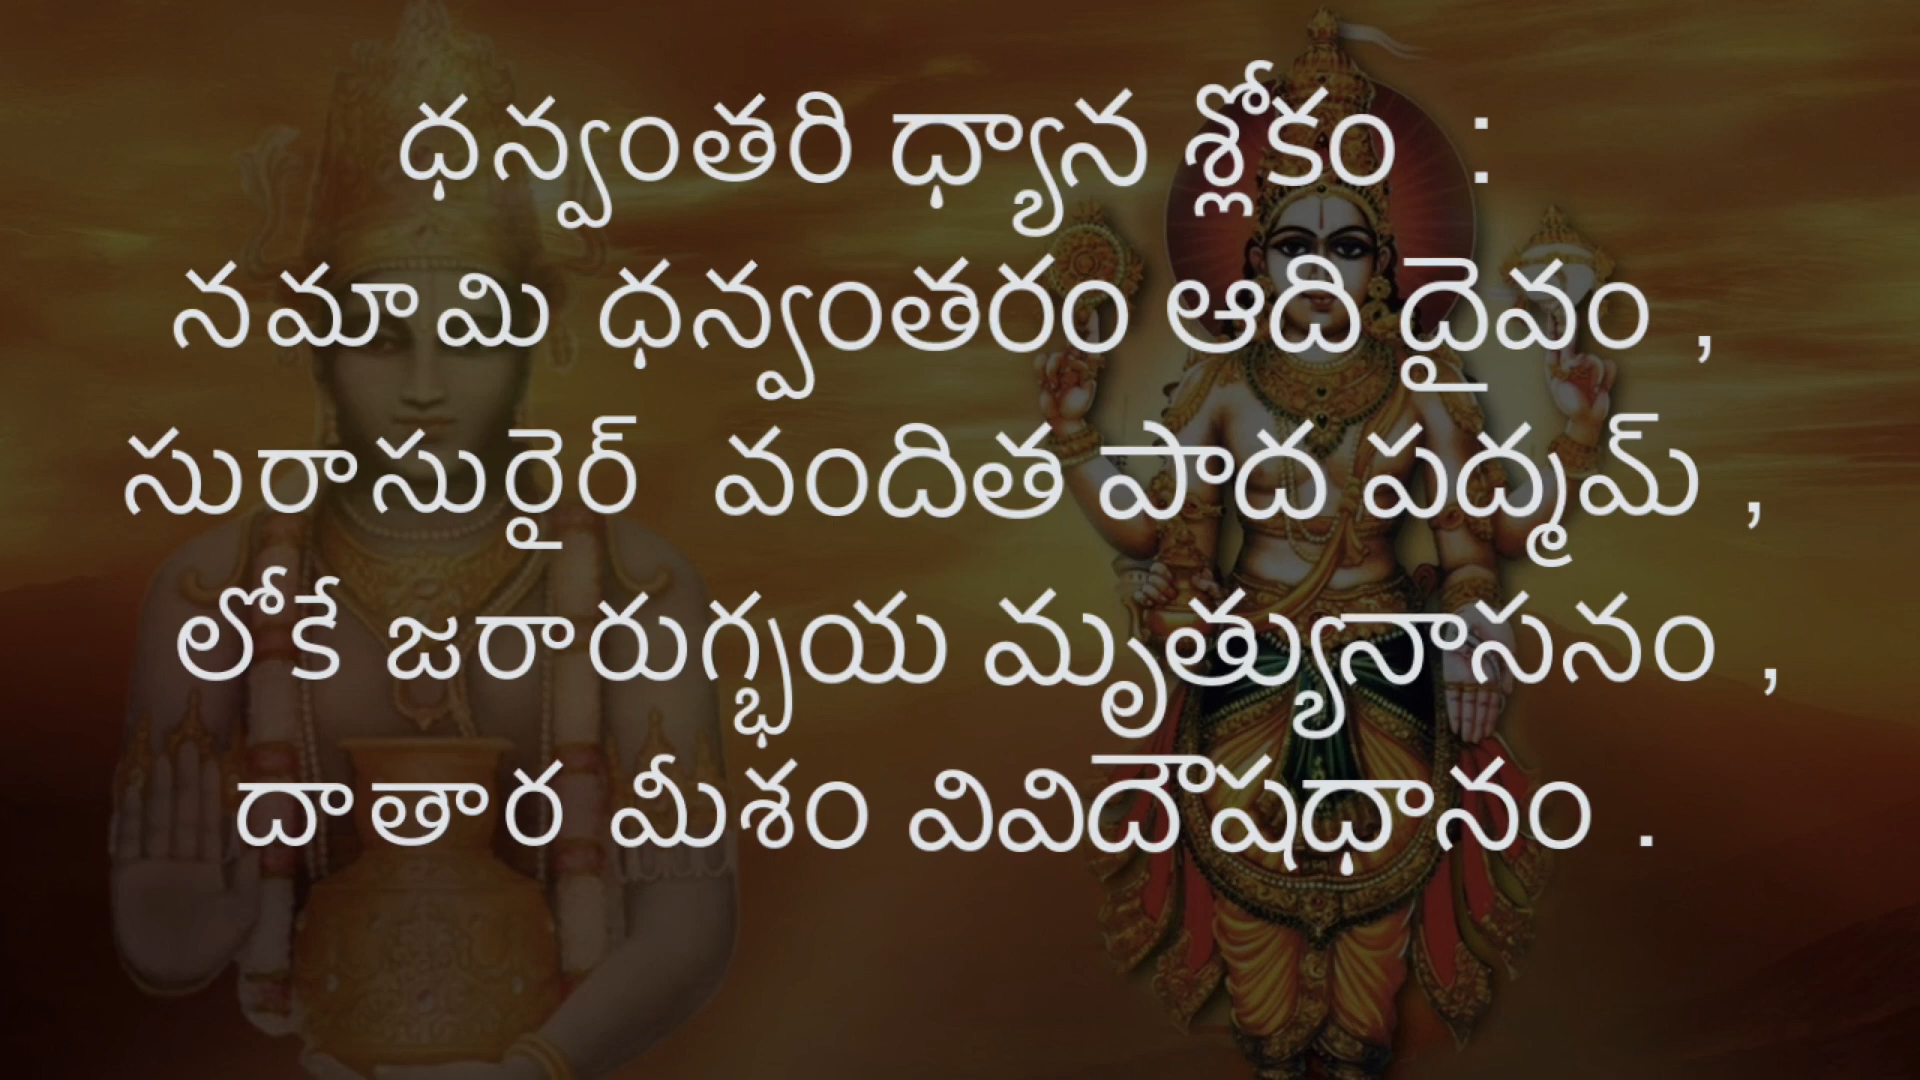 ధన్వంతరి ధ్యాన శ్లోకం :
నమామి ధన్వంతరం ఆది దైవం ,
సురాసురైర్ వందిత పాద పద్మమ్ ,
లోకే జరారుగ్భయ మృత్యునాసనం ,
దాతార మీశం వివిదౌషధానం .